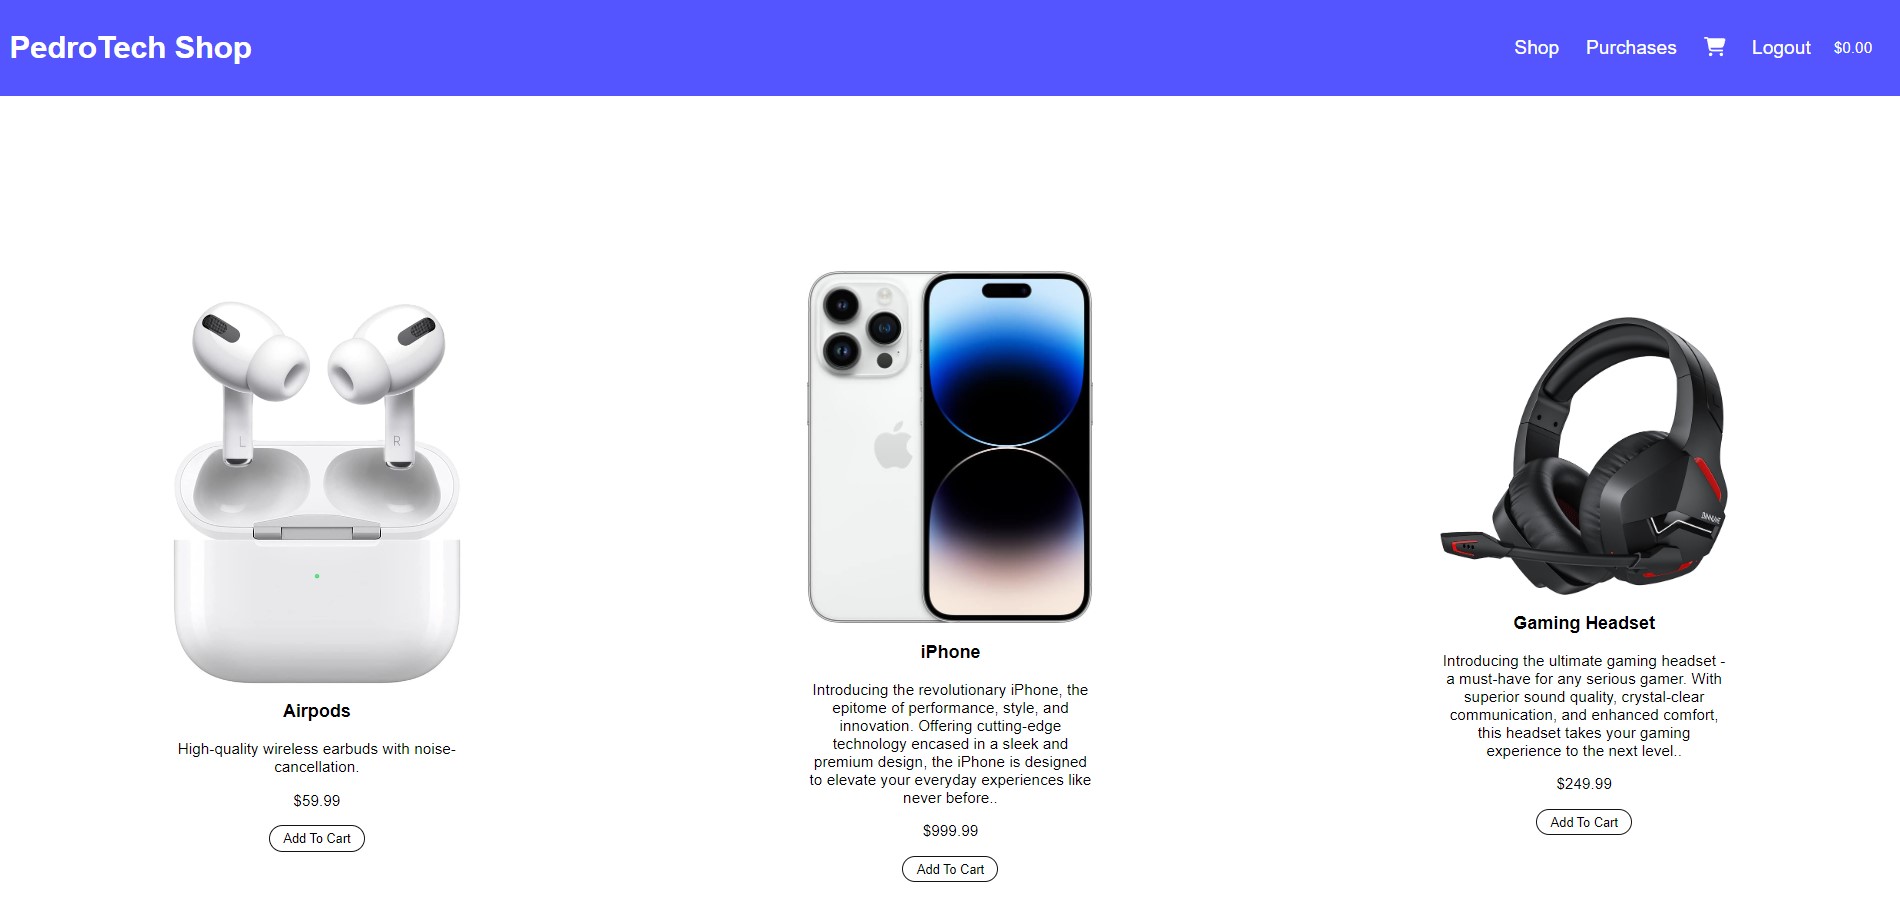 PedroTech Shop
Shop Purchases Logout $0.00
L
R
Airpods
High-quality wireless earbuds with noise-
cancellation.
$59.99
Add To Cart
iPhone
Introducing the revolutionary iPhone, the
epitome of performance, style, and
innovation. Offering cutting-edge
technology encased in a sleek and
premium design, the iPhone is designed
to elevate your everyday experiences like
never before..
$999.99
Add To Cart
Gaming Headset
Introducing the ultimate gaming headset -
a must-have for any serious gamer. With
superior sound quality, crystal-clear
communication, and enhanced comfort,
this headset takes your gaming
experience to the next level..
$249.99
Add To Cart